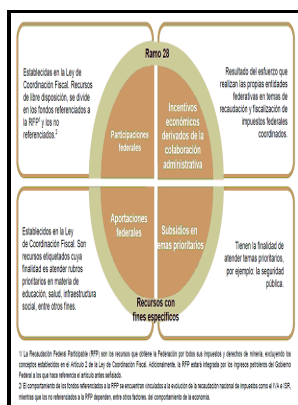 Ramo 28
Establecidas en la Ley de
Coordinación Fiscal. Recursos
de libre disposición, se divide
en los fondos referenciados a
la RFP¹ y los no
referenciados.²
Participaciones
federales
Incentivos
económicos
derivados de la
colaboración
administrativa
Resultado del esfuerzo que
realizan las propias entidades
federativas en temas de
recaudación y fiscalización de
impuestos federales
coordinados.
Establecidos en la Ley
de Coordinación Fiscal. Son
recursos etiquetados cuya
finalidad es atender rubros
prioritarios en materia de
educación, salud, infraestructura
social, entre otros fines.
Aportaciones
federales
Subsidios en
temas prioritarios
Tienen la finalidad de
atender temas prioritarios,
por ejemplo: la seguridad
pública.
Recursos con
fines específicos
1/ La Recaudación Federal Participable (RFP) son los recursos que obtiene la Federación por todos sus impuestos y derechos de minería, excluyendo los
conceptos establecidos en el Artículo 2 de la Ley de Coordinación Fiscal. Adicionalmente, la RFP estará integrada por los ingresos petroleros del Gobierno
Federal a los que hace referencia el artículo antes señalado.
2 El comportamiento de los fondos referenciados a la RFP se encuentran vinculados a la evolución de la recaudación nacional de impuestos como el IVA e ISR,
mientras que los no referenciados a la RFP dependen, entre otros factores, del comportamiento de la economía.